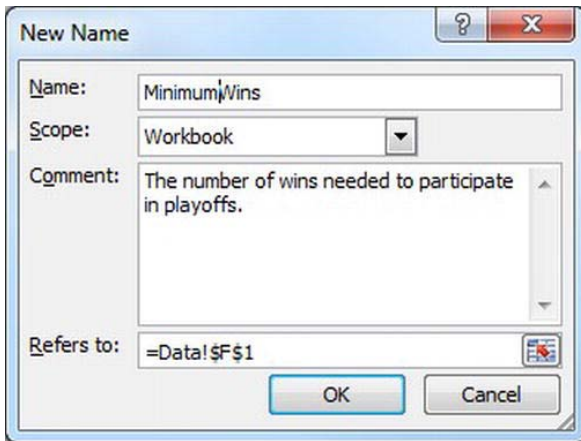 New Name
Name: MinimumWins
Scope: Workbook
Comment: The number of wins needed to participate
in playoffs.
Refers to: =Data!$F$1
OK Cancel